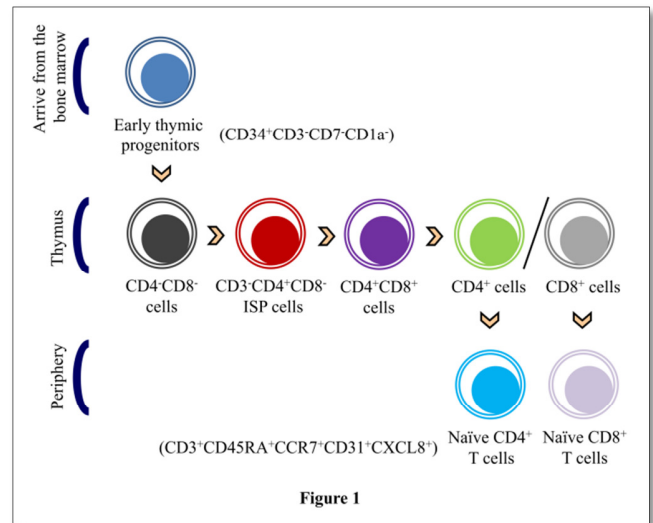 Arrive from the
bone marrow
Early thymic
progenitors
(CD34⁺CD3⁻CD7⁻CD1a⁻)
Thymus
CD4⁻CD8⁻
cells
CD3⁻CD4⁺CD8⁻
ISP cells
CD4⁺CD8⁺
cells
CD4⁺ cells
CD8⁺ cells
Periphery
(CD3⁺CD45RA⁺CCR7⁺CD31⁺CXCL8⁺)
Naïve CD4⁺
T cells
Naïve CD8⁺
T cells
Figure 1